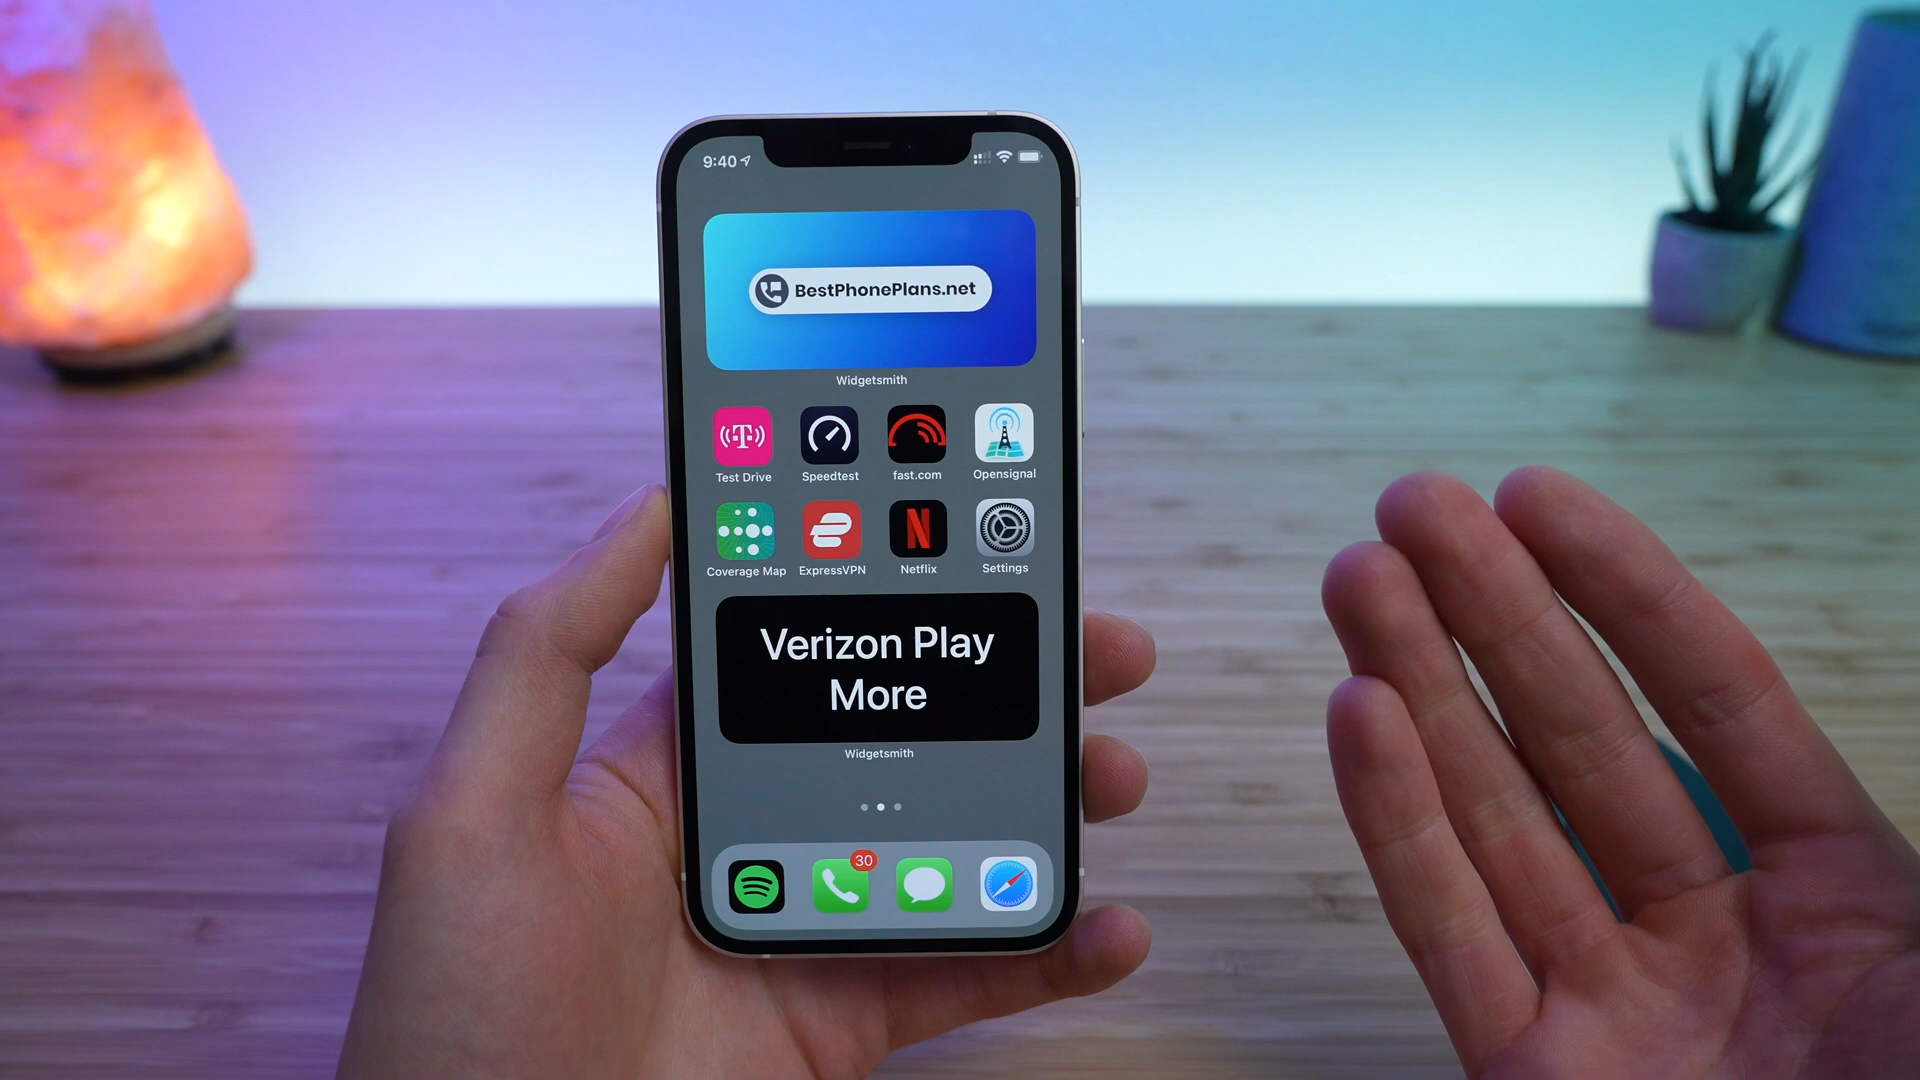 9:40
BestPhonePlans.net
Widgetsmith
T
Test Drive
Speedtest
fast.com
Opensignal
Coverage Map
ExpressVPN
N
Netflix
Settings
Verizon Play
More
Widgetsmith
30